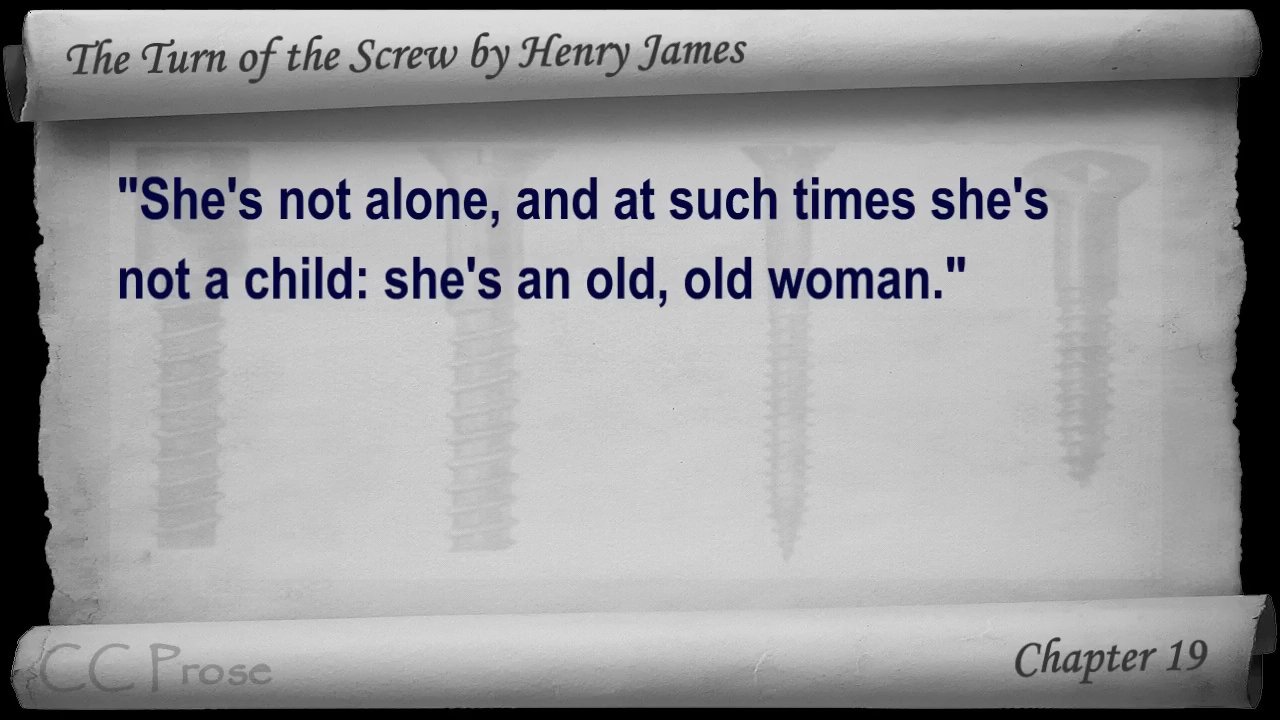 The Turn of the Screw by Henry James
"She's not alone, and at such times she's
not a child: she's an old, old woman."
CC Prose
Chapter 19